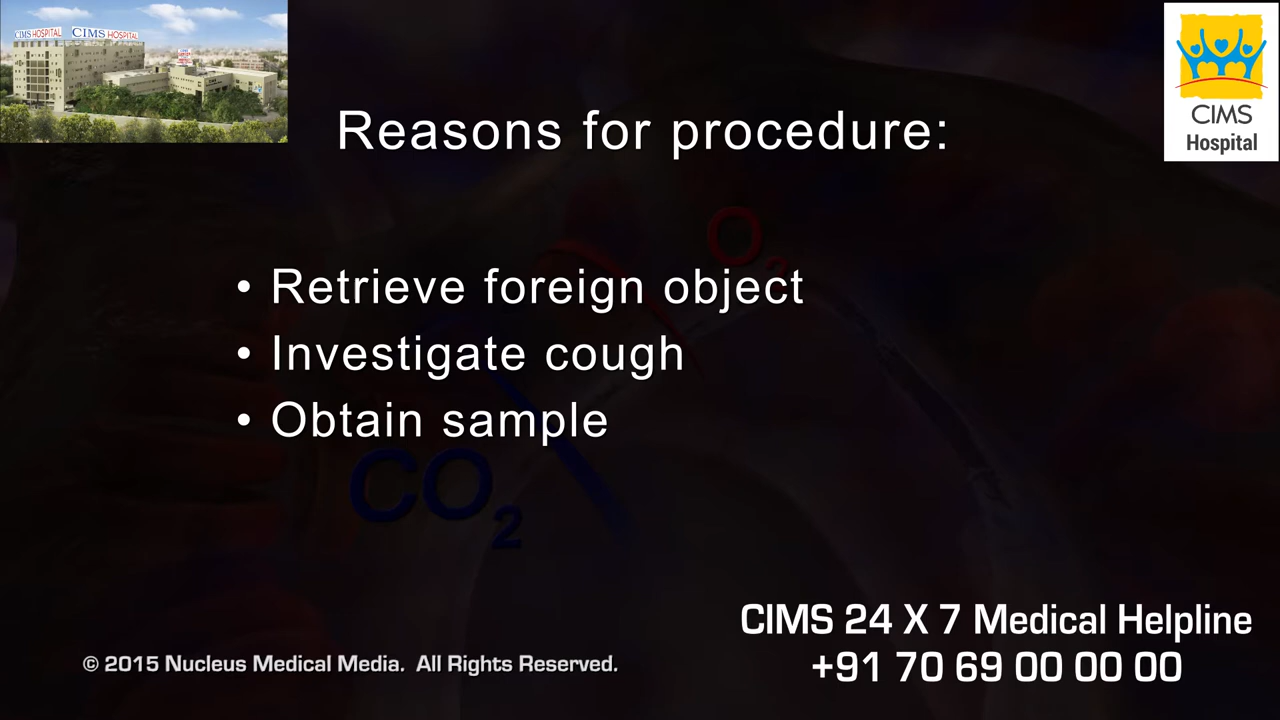 CIMS HOSPITAL CIMS HOSPITAL
CIMS
Hospital
Reasons for procedure:
O2
• Retrieve foreign object
• Investigate cough
• Obtain sample
CO2
CIMS 24 X 7 Medical Helpline
+91 70 69 00 00 00
© 2015 Nucleus Medical Media. All Rights Reserved.